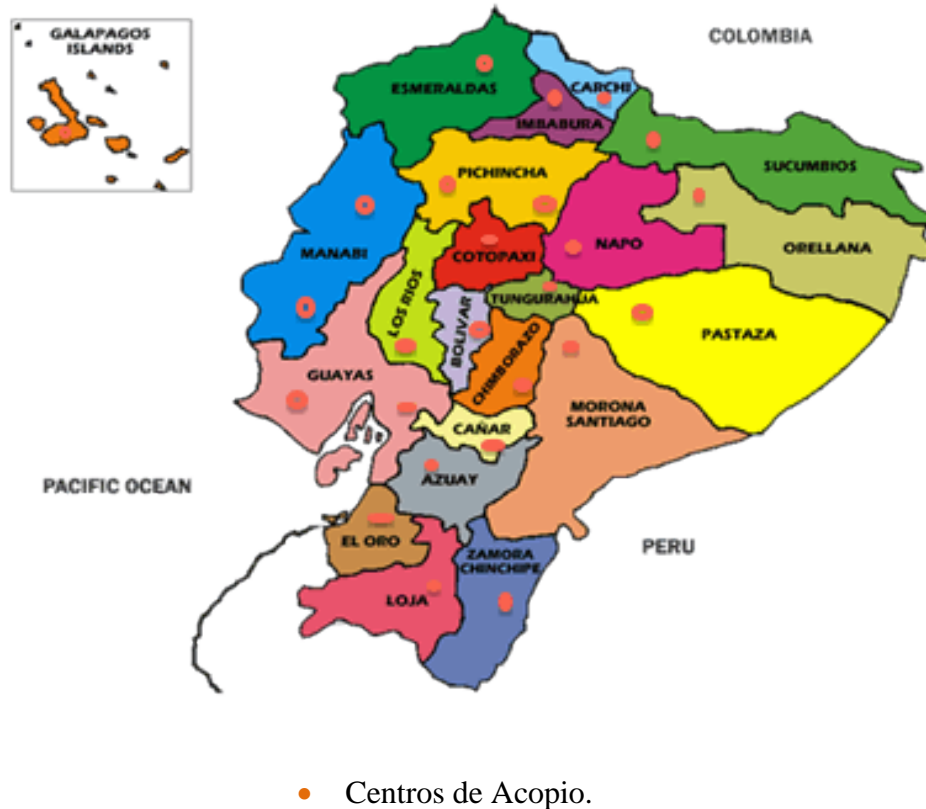 GALAPAGOS
ISLANDS
COLOMBIA
ESMERALDAS
CARCHI
IMBABURA
SUCUMBIOS
PICHINCHA
MANABI
COTOPAXI
NAPO
ORELLANA
LOS RIOS
BOLIVAR
TUNGURAHUA
CHIMBORAZO
PASTAZA
GUAYAS
MORONA
SANTIAGO
CAÑAR
AZUAY
PACIFIC OCEAN
EL ORO
ZAMORA
CHINCHIPE
PERU
LOJA
Centros de Acopio.